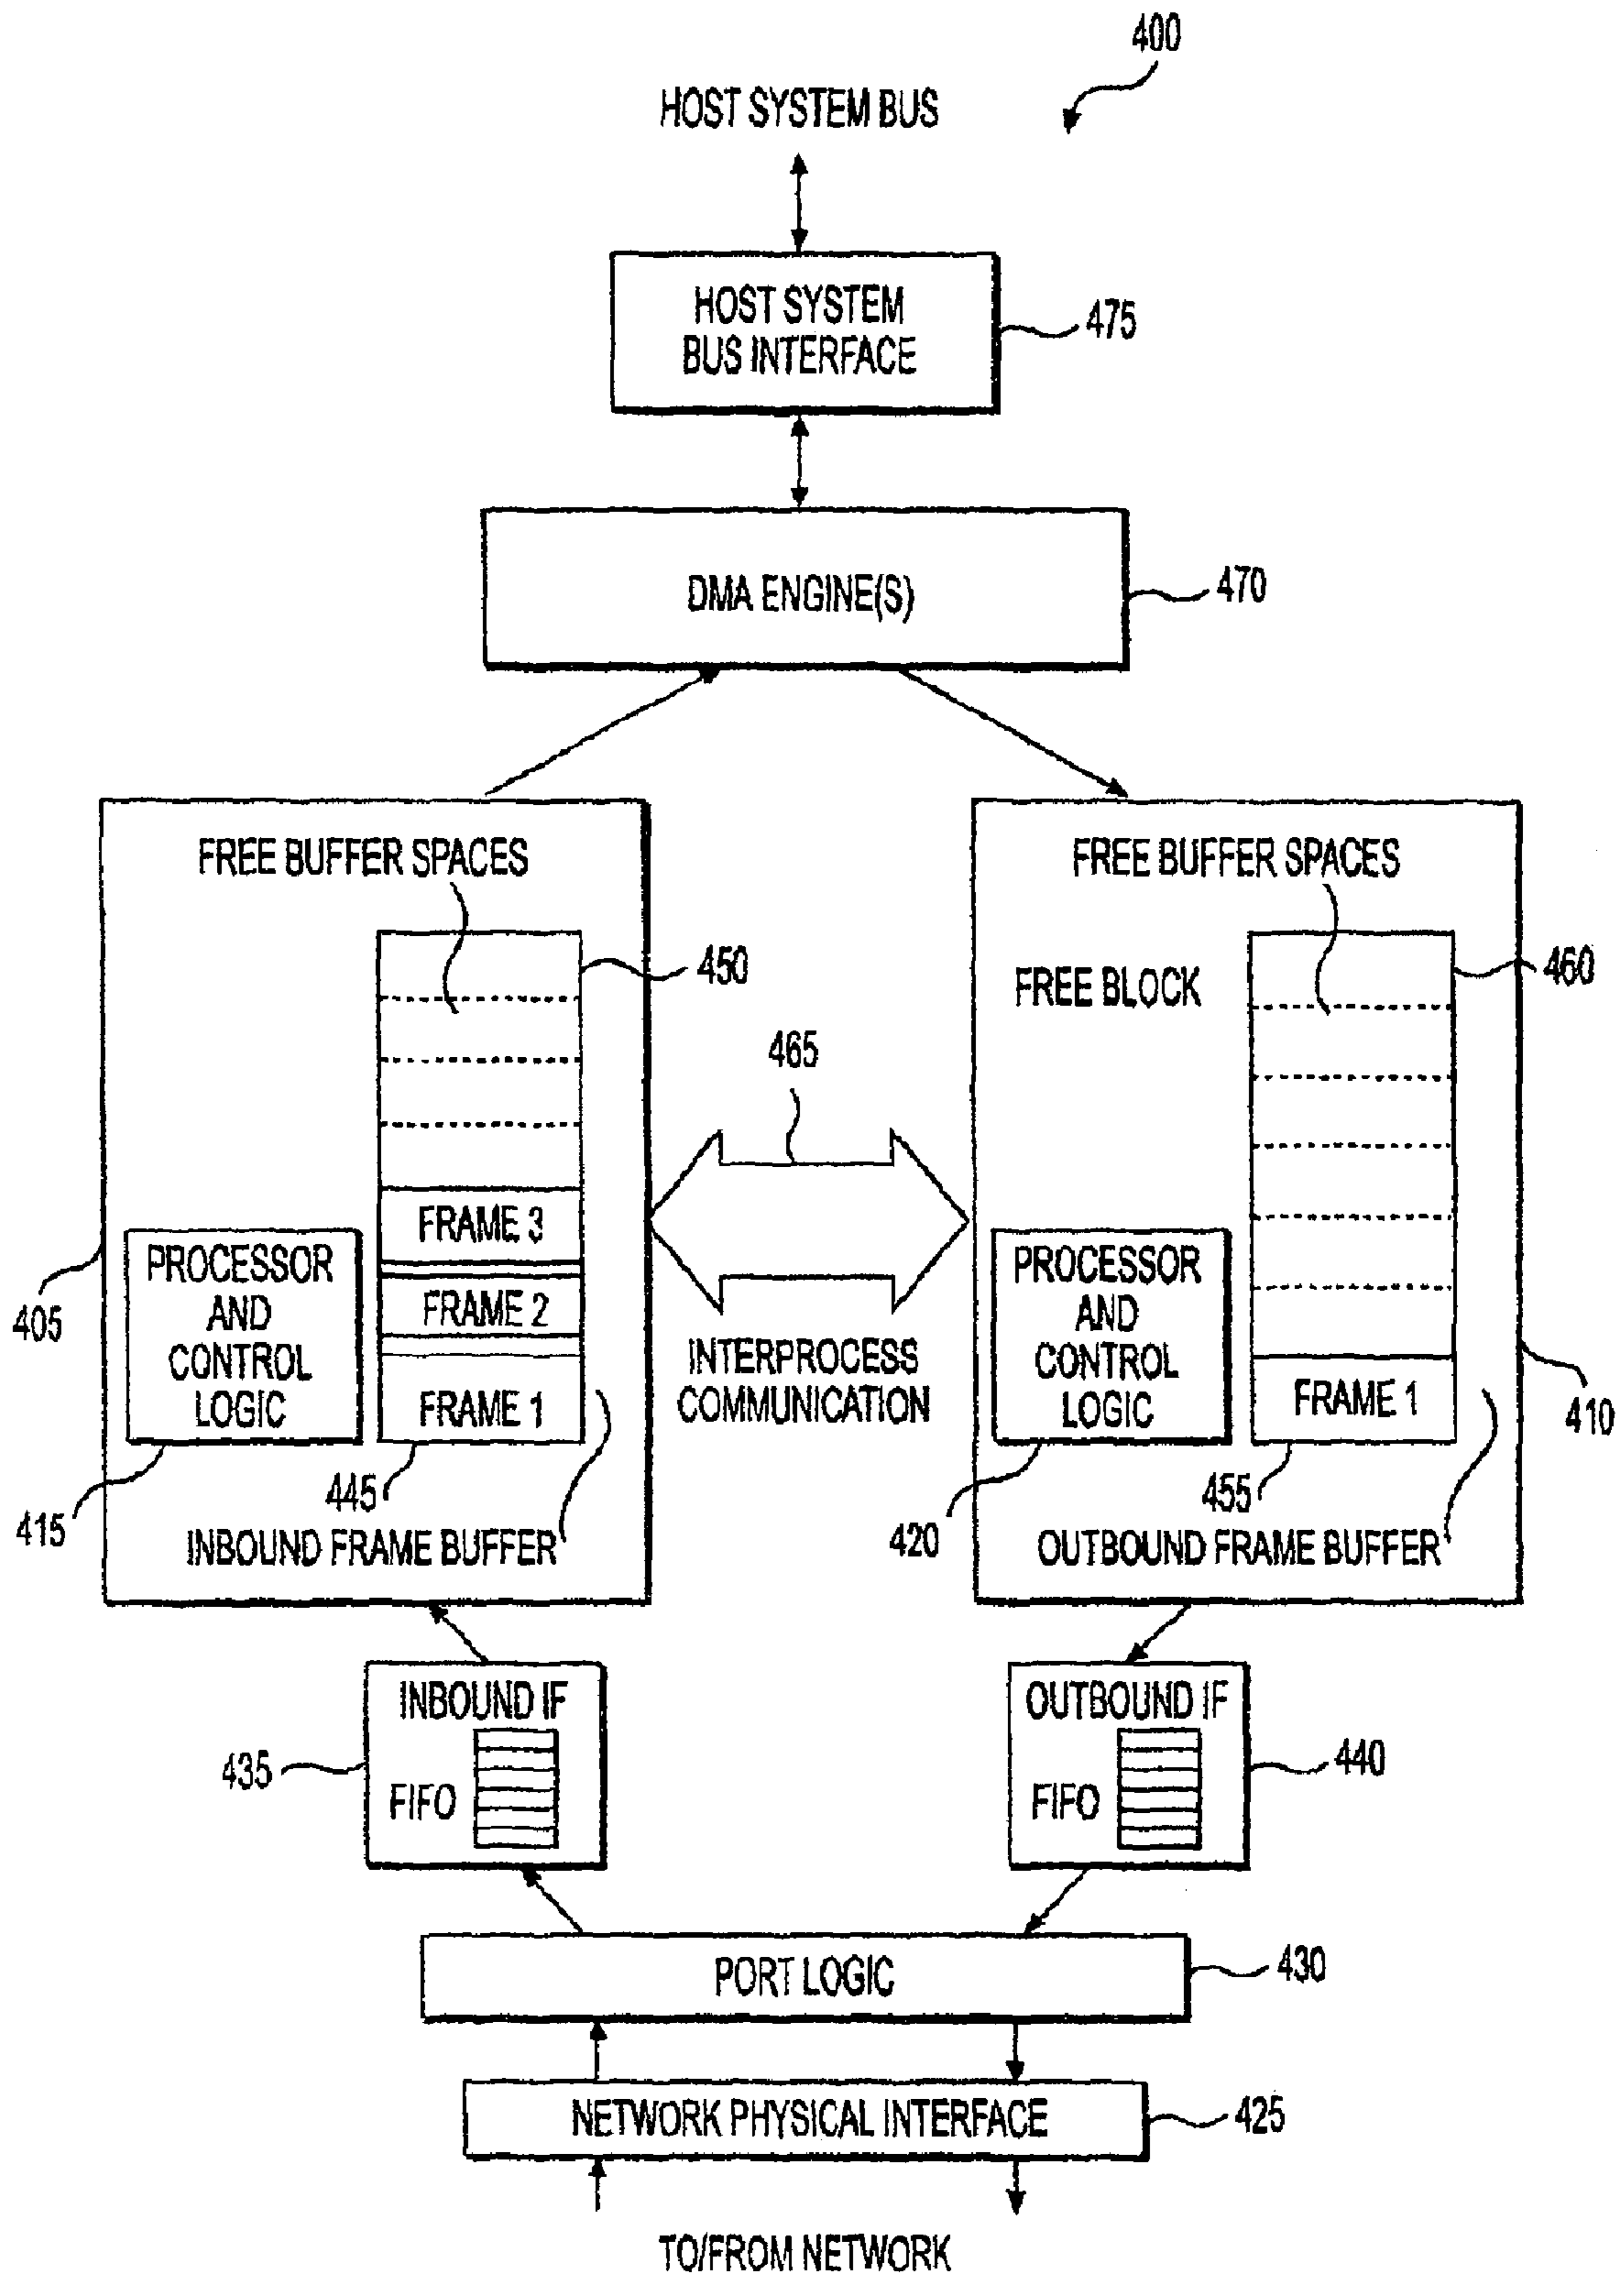 400
HOST SYSTEM BUS
HOST SYSTEM
BUS INTERFACE
475
DMA ENGINE(S)
470
FREE BUFFER SPACES
450
FRAME 3
FRAME 2
FRAME 1
PROCESSOR
AND
CONTROL
LOGIC
405
415
445
INBOUND FRAME BUFFER
465
INTERPROCESS
COMMUNICATION
FREE BUFFER SPACES
FREE BLOCK
460
PROCESSOR
AND
CONTROL
LOGIC
FRAME 1
410
420
455
OUTBOUND FRAME BUFFER
INBOUND IF
FIFO
435
OUTBOUND IF
FIFO
440
PORT LOGIC
430
NETWORK PHYSICAL INTERFACE
425
TO/FROM NETWORK